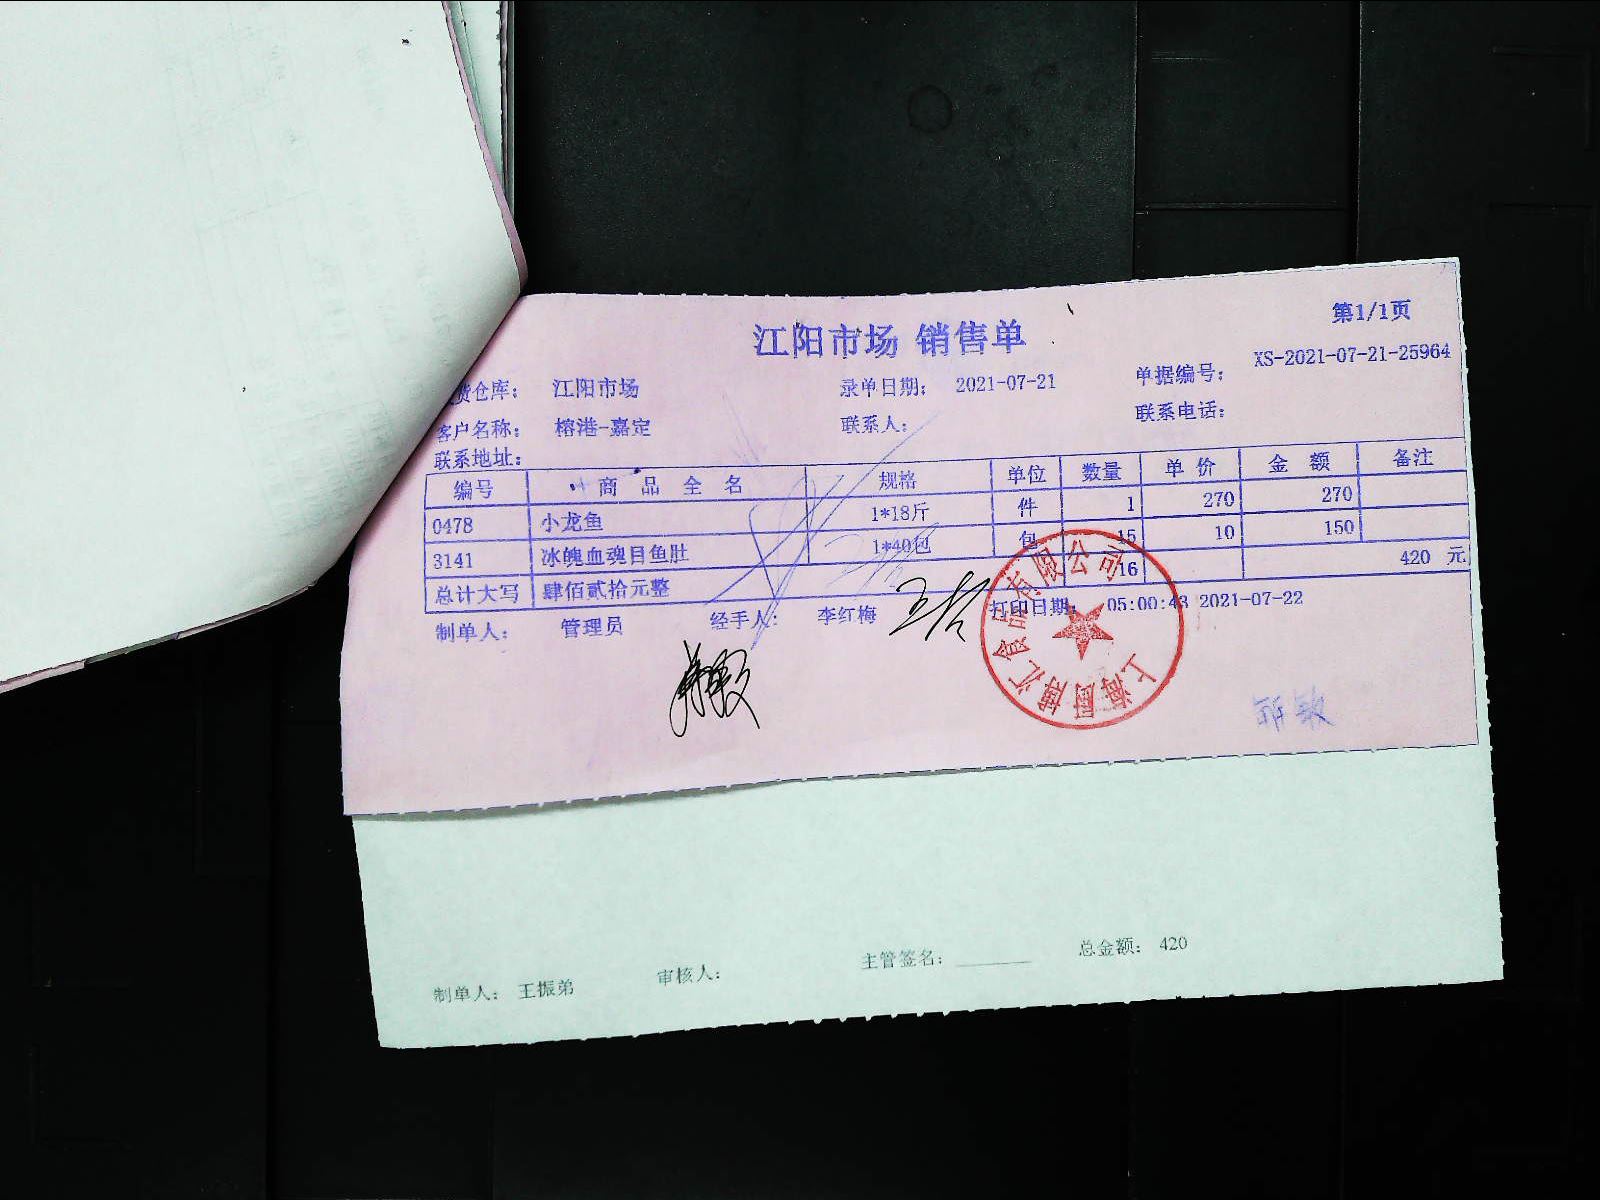 第1/1页
江阳市场 销售单
货仓库： 江阳市场 录单日期： 2021-07-21 单据编号： XS-2021-07-21-25964
客户名称： 榕港-嘉定 联系人： 联系电话：
联系地址：
编号 商 品 全 名 规格 单位 数量 单 价 金 额 备注
0478 小龙鱼 1*18斤 件 1 270 270
3141 冰魄血魂目鱼肚 1*40包 包 15 10 150
总计大写 肆佰贰拾元整 16 420 元
制单人： 管理员 经手人： 李红梅 打印日期： 05:00:43 2021-07-22
上海厨博汇食品有限公司
制单人： 王振弟 审核人： 主管签名： ______ 总金额： 420